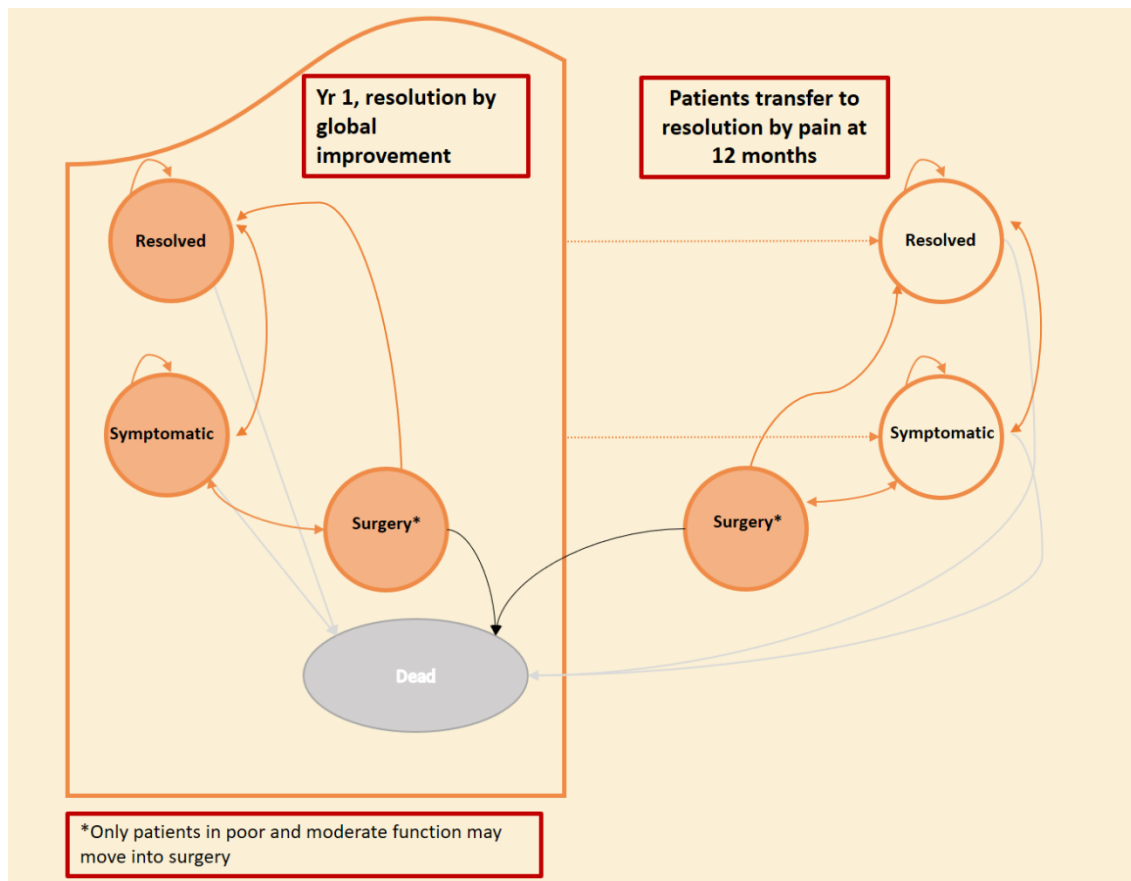 Yr 1, resolution by
global
improvement
Patients transfer to
resolution by pain at
12 months
Resolved
Resolved
Symptomatic
Symptomatic
Surgery*
Surgery*
Dead
*Only patients in poor and moderate function may
move into surgery